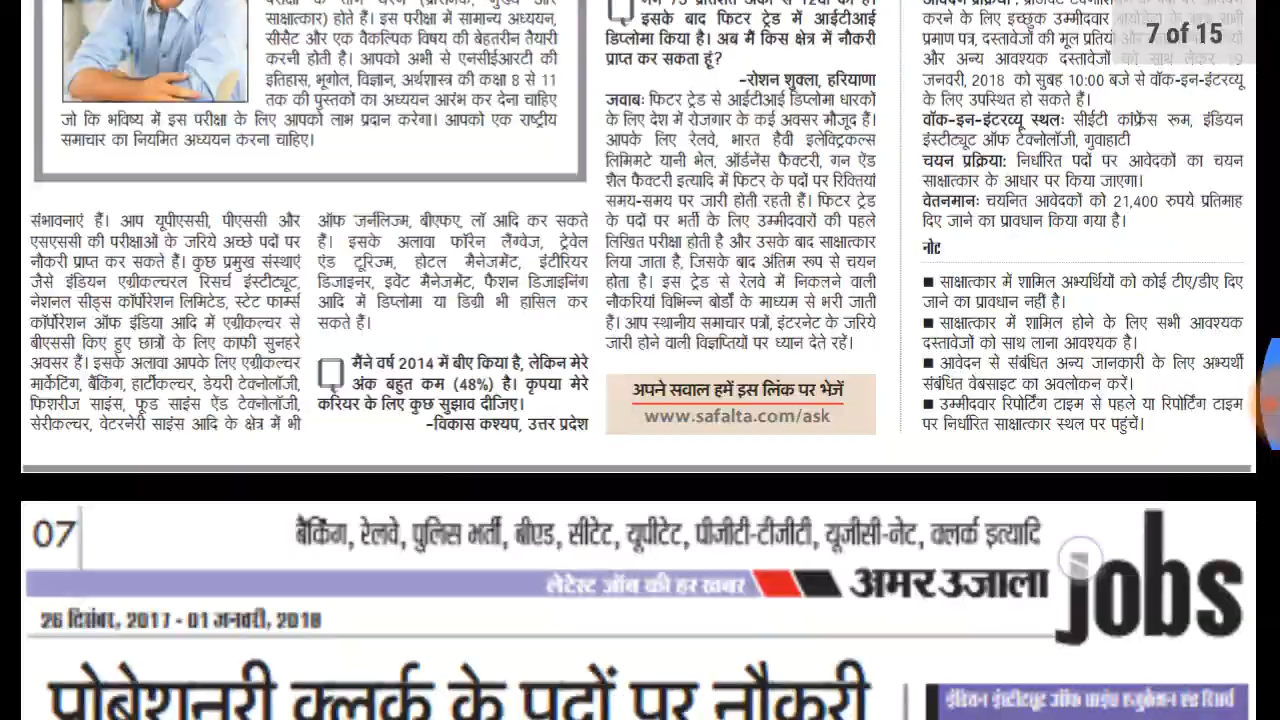 साक्षात्कार) होते हैं। इस परीक्षा में सामान्य अध्ययन,
सीसैट और एक वैकल्पिक विषय की बेहतरीन तैयारी
करनी होती है। आपको अभी से एनसीईआरटी की
इतिहास, भूगोल, विज्ञान, अर्थशास्त्र की कक्षा 8 से 11
तक की पुस्तकों का अध्ययन आरंभ कर देना चाहिए
जो कि भविष्य में इस परीक्षा के लिए आपको लाभ प्रदान करेगा। आपको एक राष्ट्रीय
समाचार का नियमित अध्ययन करना चाहिए।
संभावनाएं हैं। आप यूपीएससी, पीएससी और
एसएससी की परीक्षाओं के जरिये अच्छे पदों पर
नौकरी प्राप्त कर सकते हैं। कुछ प्रमुख संस्थाएं
जैसे इंडियन एग्रीकल्चरल रिसर्च इंस्टीट्यूट,
नेशनल सीड्स कॉर्पोरेशन लिमिटेड, स्टेट फार्म्स
कॉर्पोरेशन ऑफ इंडिया आदि में एग्रीकल्चर से
बीएससी किए हुए छात्रों के लिए काफी सुनहरे
अवसर हैं। इसके अलावा आपके लिए एग्रीकल्चर
मार्केटिंग, बैंकिंग, हार्टीकल्चर, डेयरी टेक्नोलॉजी,
फिशरीज साइंस, फूड साइंस ऐंड टेक्नोलॉजी,
सेरीकल्चर, वेटरनेरी साइंस आदि के क्षेत्र में भी
ऑफ जर्नलिज्म, बीएफए, लॉ आदि कर सकते
हैं। इसके अलावा फॉरेन लैंग्वेज, ट्रेवेल
एंड टूरिज्म, होटल मैनेजमेंट, इंटीरियर
डिजाइनर, इवेंट मैनेजमेंट, फैशन डिजाइनिंग
आदि में डिप्लोमा या डिग्री भी हासिल कर
सकते हैं।
मैंने वर्ष 2014 में बीए किया है, लेकिन मेरे
अंक बहुत कम (48%) है। कृपया मेरे
करियर के लिए कुछ सुझाव दीजिए।
-विकास कश्यप, उत्तर प्रदेश
इसके बाद फिटर ट्रेड में आईटीआई
डिप्लोमा किया है। अब मैं किस क्षेत्र में नौकरी
प्राप्त कर सकता हूं?
-रोशन शुक्ला, हरियाणा
जवाब: फिटर ट्रेड से आईटीआई डिप्लोमा धारकों
के लिए देश में रोजगार के कई अवसर मौजूद हैं।
आपके लिए रेलवे, भारत हैवी इलेक्ट्रिकल्स
लिमिमटे यानी भेल, ऑर्डनेंस फैक्टरी, गन ऐंड
शैल फैक्टरी इत्यादि में फिटर के पदों पर रिक्तियां
समय-समय पर जारी होती रहती हैं। फिटर ट्रेड
के पदों पर भर्ती के लिए उम्मीदवारों की पहले
लिखित परीक्षा होती है और उसके बाद साक्षात्कार
लिया जाता है, जिसके बाद अंतिम रूप से चयन
होता है। इस ट्रेड से रेलवे में निकलने वाली
नौकरियां विभिन्न बोर्डों के माध्यम से भरी जाती
हैं। आप स्थानीय समाचार पत्रों, इंटरनेट के जरिये
जारी होने वाली विज्ञप्तियों पर ध्यान देते रहें।
अपने सवाल हमें इस लिंक पर भेजें
www.safalta.com/ask
7 of 15
करने के लिए इच्छुक उम्मीदवार
प्रमाण पत्र, दस्तावेजों की मूल प्रतियां
और अन्य आवश्यक दस्तावेजों को साथ लेकर
जनवरी, 2018 को सुबह 10:00 बजे से वॉक-इन-इंटरव्यू
के लिए उपस्थित हो सकते हैं।
वॉक-इन-इंटरव्यू स्थल: सीईटी कांफ्रेंस रूम, इंडियन
इंस्टीट्यूट ऑफ टेक्नोलॉजी, गुवाहाटी
चयन प्रक्रिया: निर्धारित पदों पर आवेदकों का चयन
साक्षात्कार के आधार पर किया जाएगा।
वेतनमान: चयनित आवेदकों को 21,400 रुपये प्रतिमाह
दिए जाने का प्रावधान किया गया है।
नोट
■ साक्षात्कार में शामिल अभ्यर्थियों को कोई टीए/डीए दिए
जाने का प्रावधान नहीं है।
■ साक्षात्कार में शामिल होने के लिए सभी आवश्यक
दस्तावेजों को साथ लाना आवश्यक है।
■ आवेदन से संबंधित अन्य जानकारी के लिए अभ्यर्थी
संबंधित वेबसाइट का अवलोकन करें।
■ उम्मीदवार रिपोर्टिंग टाइम से पहले या रिपोर्टिंग टाइम
पर निर्धारित साक्षात्कार स्थल पर पहुंचें।
07
बैंकिंग, रेलवे, पुलिस भर्ती, बीएड, सीटेट, यूपीटेट, पीजीटी-टीजीटी, यूजीसी-नेट, क्लर्क इत्यादि
लेटेस्ट जॉब की हर खबर
अमर उजाला
jobs
26 दिसंबर, 2017 - 01 जनवरी, 2018
प्रोबेशनरी क्लर्क के पदों पर नौकरी